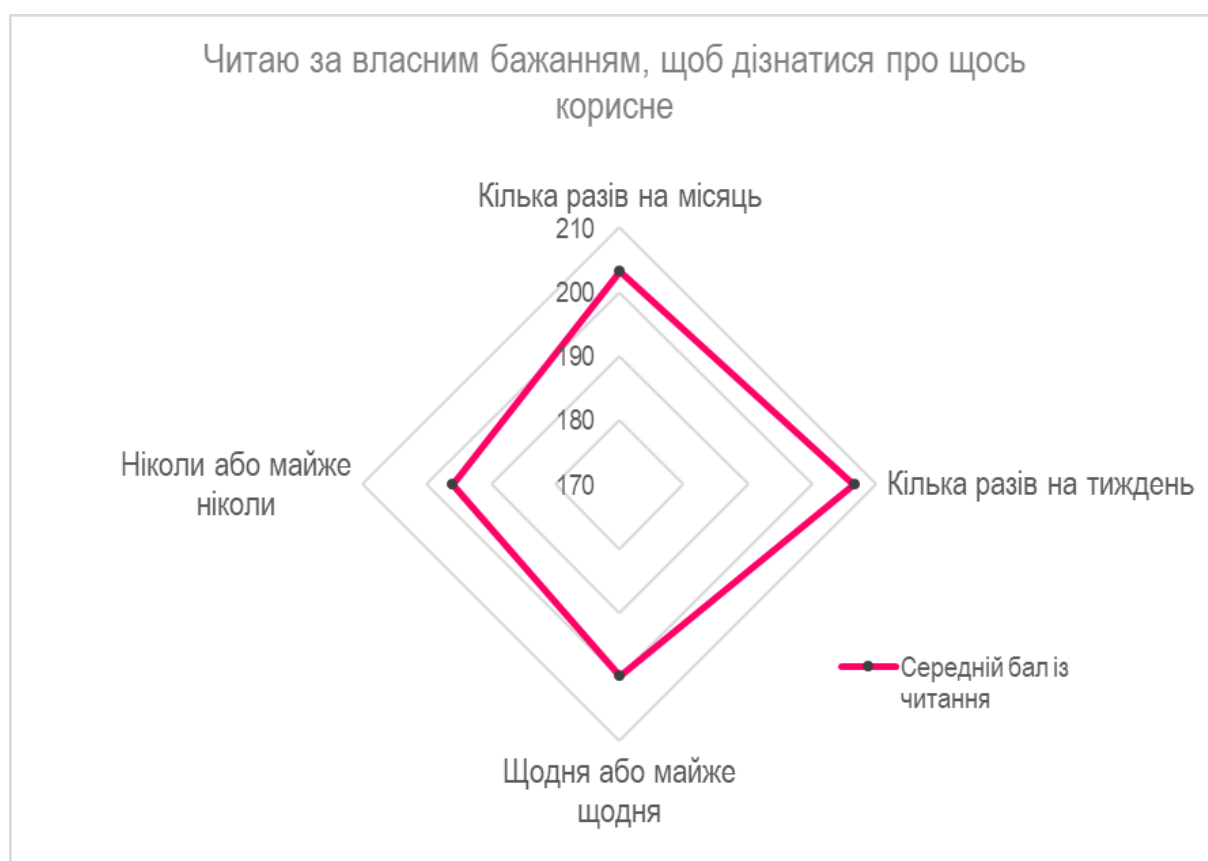 Читаю за власним бажанням, щоб дізнатися про щось
корисне
Кілька разів на місяць
210
200
190
180
170
Ніколи або майже
ніколи
Кілька разів на тиждень
Середній бал із
читання
Щодня або майже
щодня